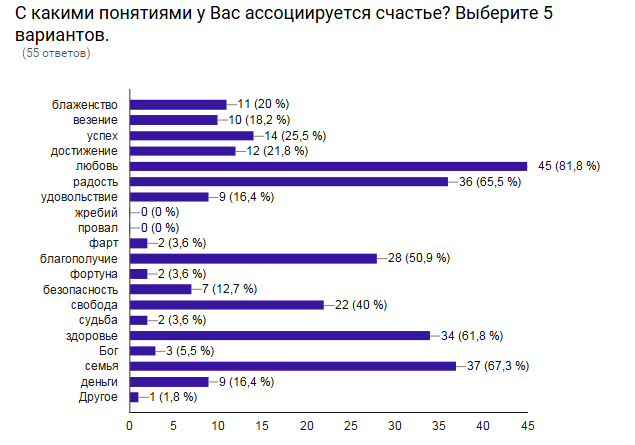 С какими понятиями у Вас ассоциируется счастье? Выберите 5
вариантов.
(55 ответов)
блаженство 11 (20 %)
везение 10 (18,2 %)
успех 14 (25,5 %)
достижение 12 (21,8 %)
любовь 45 (81,8 %)
радость 36 (65,5 %)
удовольствие 9 (16,4 %)
жребий 0 (0 %)
провал 0 (0 %)
фарт 2 (3,6 %)
благополучие 28 (50,9 %)
фортуна 2 (3,6 %)
безопасность 7 (12,7 %)
свобода 22 (40 %)
судьба 2 (3,6 %)
здоровье 34 (61,8 %)
Бог 3 (5,5 %)
семья 37 (67,3 %)
деньги 9 (16,4 %)
Другое 1 (1,8 %)
0 5 10 15 20 25 30 35 40 45